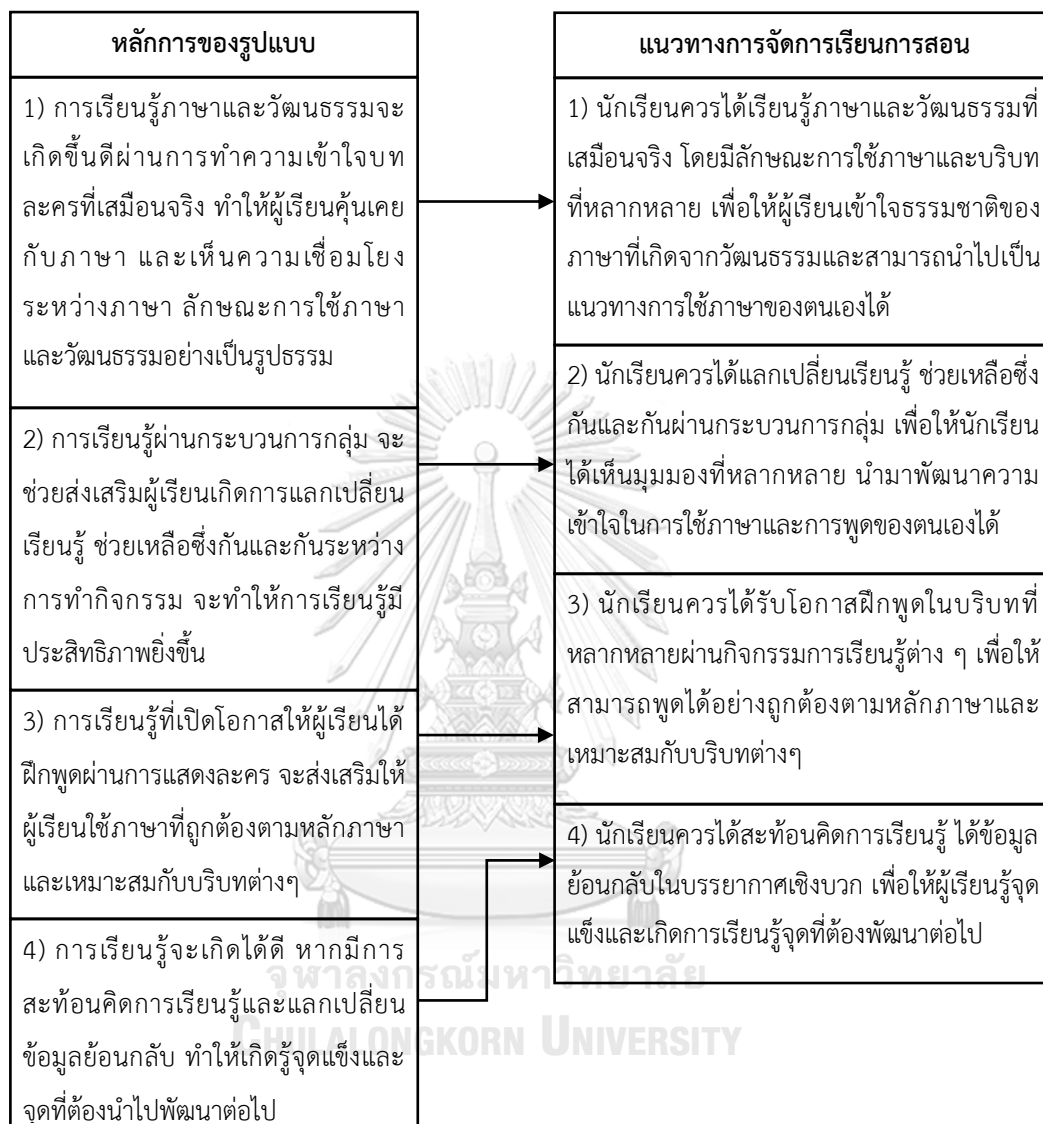 หลักการของรูปแบบ
1) การเรียนรู้ภาษาและวัฒนธรรมจะ
เกิดขึ้นดีผ่านการทำความเข้าใจบท
ละครที่เสมือนจริง ทำให้ผู้เรียนคุ้นเคย
กับภาษา และเห็นความเชื่อมโยง
ระหว่างภาษา ลักษณะการใช้ภาษา
และวัฒนธรรมอย่างเป็นรูปธรรม
2) การเรียนรู้ผ่านกระบวนการกลุ่ม จะ
ช่วยส่งเสริมผู้เรียนเกิดการแลกเปลี่ยน
เรียนรู้ ช่วยเหลือซึ่งกันและกันระหว่าง
การทำกิจกรรม จะทำให้การเรียนรู้มี
ประสิทธิภาพยิ่งขึ้น
3) การเรียนรู้ที่เปิดโอกาสให้ผู้เรียนได้
ฝึกพูดผ่านการแสดงละคร จะส่งเสริมให้
ผู้เรียนใช้ภาษาที่ถูกต้องตามหลักภาษา
และเหมาะสมกับบริบทต่างๆ
4) การเรียนรู้จะเกิดได้ดี หากมีการ
สะท้อนคิดการเรียนรู้และแลกเปลี่ยน
ข้อมูลย้อนกลับ ทำให้เกิดรู้จุดแข็งและ
จุดที่ต้องนำไปพัฒนาต่อไป
แนวทางการจัดการเรียนการสอน
1) นักเรียนควรได้เรียนรู้ภาษาและวัฒนธรรมที่
เสมือนจริง โดยมีลักษณะการใช้ภาษาและบริบท
ที่หลากหลาย เพื่อให้ผู้เรียนเข้าใจธรรมชาติของ
ภาษาที่เกิดจากวัฒนธรรมและสามารถนำไปเป็น
แนวทางการใช้ภาษาของตนเองได้
2) นักเรียนควรได้แลกเปลี่ยนเรียนรู้ ช่วยเหลือซึ่ง
กันและกันผ่านกระบวนการกลุ่ม เพื่อให้นักเรียน
ได้เห็นมุมมองที่หลากหลาย นำมาพัฒนาความ
เข้าใจในการใช้ภาษาและการพูดของตนเองได้
3) นักเรียนควรได้รับโอกาสฝึกพูดในบริบทที่
หลากหลายผ่านกิจกรรมการเรียนรู้ต่าง ๆ เพื่อให้
สามารถพูดได้อย่างถูกต้องตามหลักภาษาและ
เหมาะสมกับบริบทต่างๆ
4) นักเรียนควรได้สะท้อนคิดการเรียนรู้ ได้ข้อมูล
ย้อนกลับในบรรยากาศเชิงบวก เพื่อให้ผู้เรียนรู้จุด
แข็งและเกิดการเรียนรู้จุดที่ต้องพัฒนาต่อไป
จุฬาลงกรณ์มหาวิทยาลัย
CHULALONGKORN UNIVERSITY